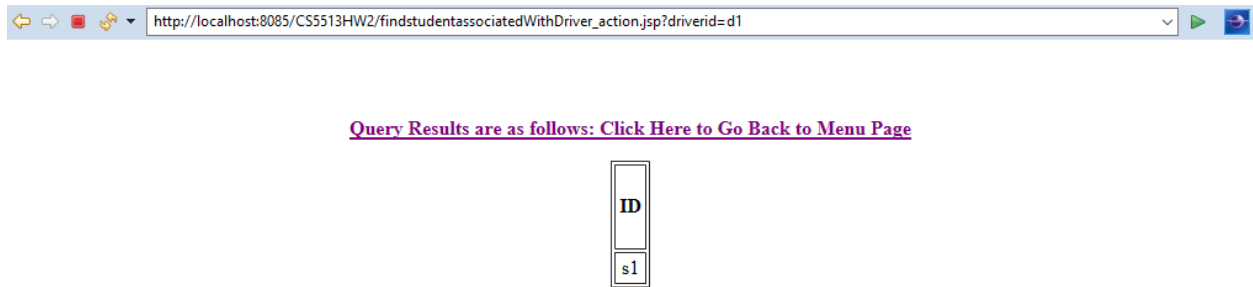 http://localhost:8085/CS5513HW2/findstudentassociatedWithDriver_action.jsp?driverid=d1
Query Results are as follows: Click Here to Go Back to Menu Page
ID
s1